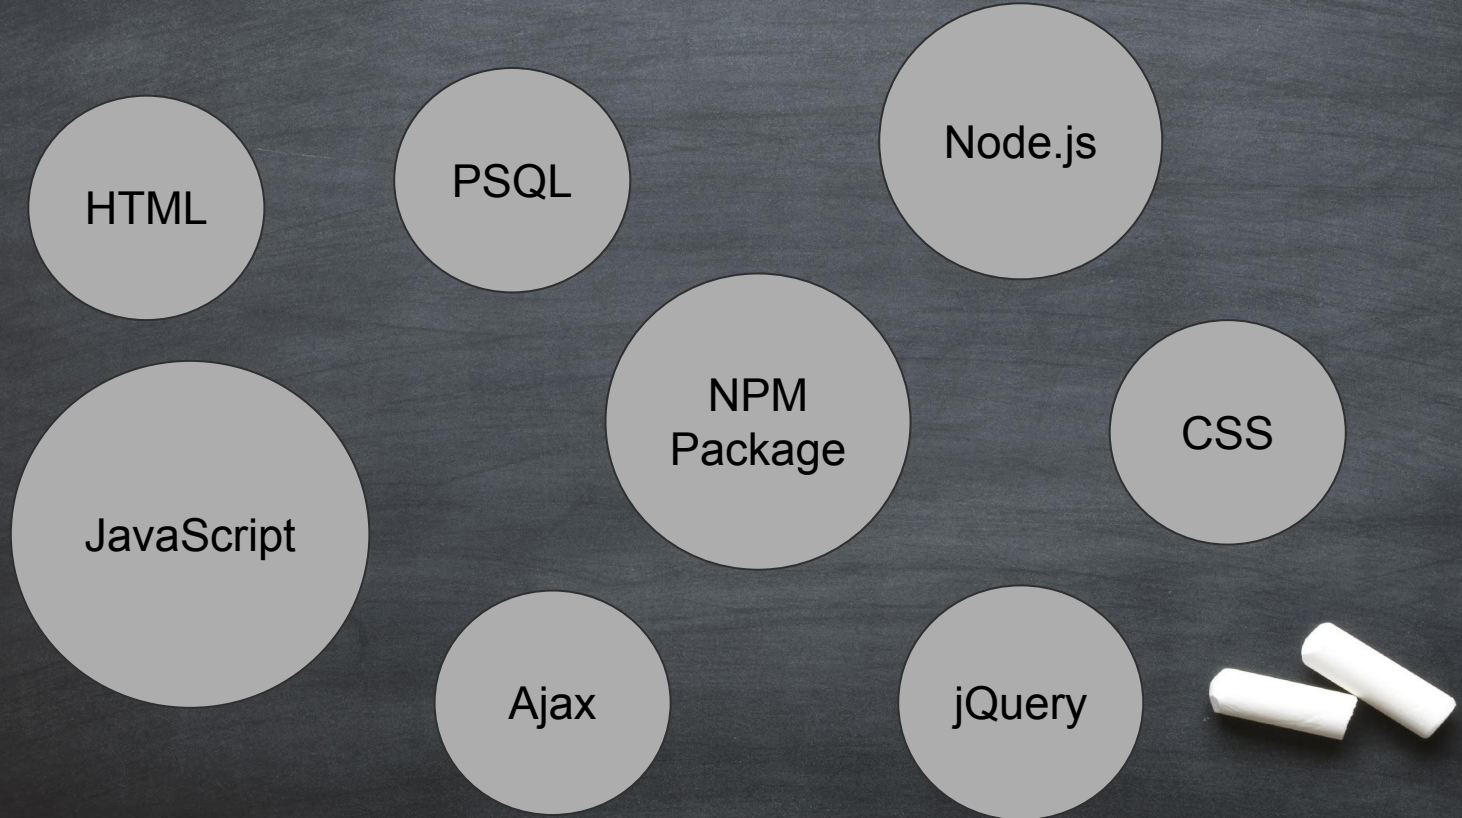 HTML
PSQL
Node.js
NPM
Package
CSS
JavaScript
Ajax
jQuery